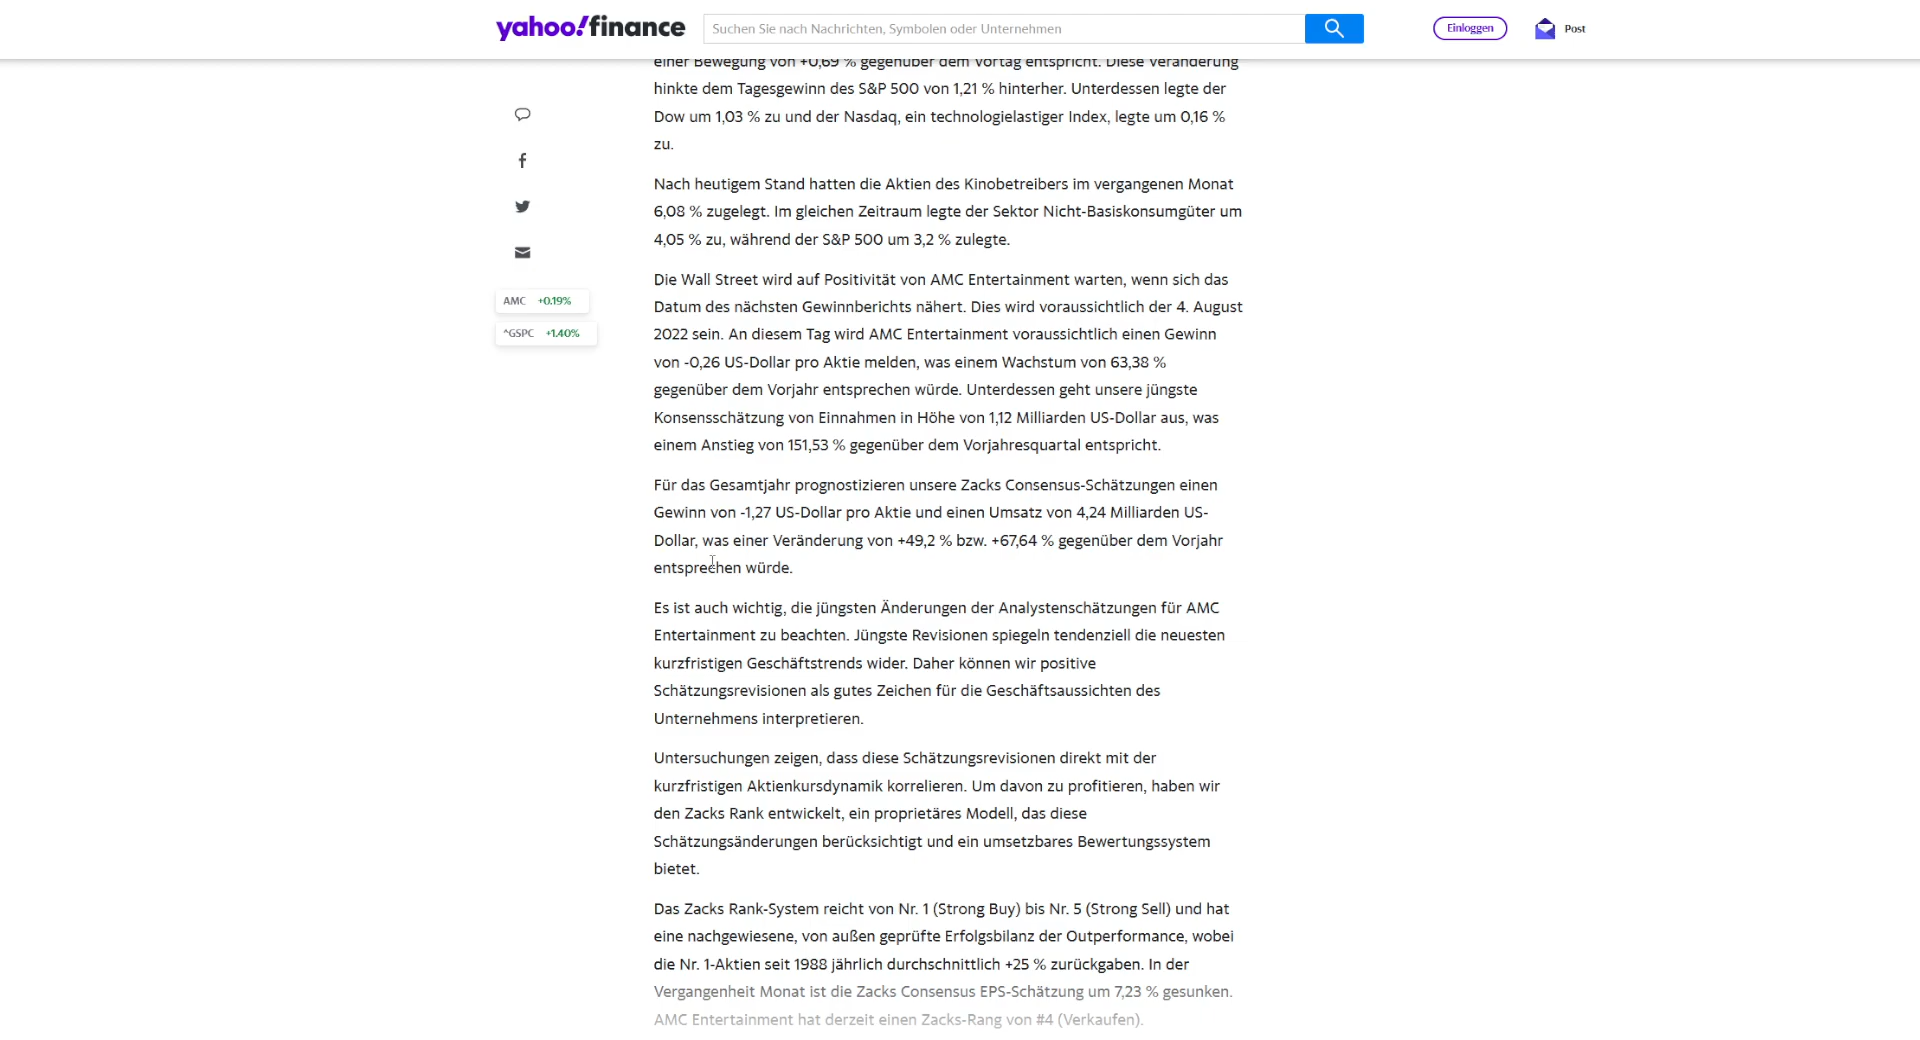 yahoo!finance
Suchen Sie nach Nachrichten, Symbolen oder Unternehmen
Einloggen
Post
einer Bewegung von +0,69 % gegenüber dem Vortag entspricht. Diese Veränderung
hinkte dem Tagesgewinn des S&P 500 von 1,21 % hinterher. Unterdessen legte der
Dow um 1,03 % zu und der Nasdaq, ein technologielastiger Index, legte um 0,16 %
zu.
Nach heutigem Stand hatten die Aktien des Kinobetreibers im vergangenen Monat
6,08 % zugelegt. Im gleichen Zeitraum legte der Sektor Nicht-Basiskonsumgüter um
4,05 % zu, während der S&P 500 um 3,2 % zulegte.
AMC +0.19%
^GSPC +1.40%
Die Wall Street wird auf Positivität von AMC Entertainment warten, wenn sich das
Datum des nächsten Gewinnberichts nähert. Dies wird voraussichtlich der 4. August
2022 sein. An diesem Tag wird AMC Entertainment voraussichtlich einen Gewinn
von -0,26 US-Dollar pro Aktie melden, was einem Wachstum von 63,38 %
gegenüber dem Vorjahr entsprechen würde. Unterdessen geht unsere jüngste
Konsensschätzung von Einnahmen in Höhe von 1,12 Milliarden US-Dollar aus, was
einem Anstieg von 151,53 % gegenüber dem Vorjahresquartal entspricht.
Für das Gesamtjahr prognostizieren unsere Zacks Consensus-Schätzungen einen
Gewinn von -1,27 US-Dollar pro Aktie und einen Umsatz von 4,24 Milliarden US-
Dollar, was einer Veränderung von +49,2 % bzw. +67,64 % gegenüber dem Vorjahr
entsprechen würde.
Es ist auch wichtig, die jüngsten Änderungen der Analystenschätzungen für AMC
Entertainment zu beachten. Jüngste Revisionen spiegeln tendenziell die neuesten
kurzfristigen Geschäftstrends wider. Daher können wir positive
Schätzungsrevisionen als gutes Zeichen für die Geschäftsaussichten des
Unternehmens interpretieren.
Untersuchungen zeigen, dass diese Schätzungsrevisionen direkt mit der
kurzfristigen Aktienkursdynamik korrelieren. Um davon zu profitieren, haben wir
den Zacks Rank entwickelt, ein proprietäres Modell, das diese
Schätzungsänderungen berücksichtigt und ein umsetzbares Bewertungssystem
bietet.
Das Zacks Rank-System reicht von Nr. 1 (Strong Buy) bis Nr. 5 (Strong Sell) und hat
eine nachgewiesene, von außen geprüfte Erfolgsbilanz der Outperformance, wobei
die Nr. 1-Aktien seit 1988 jährlich durchschnittlich +25 % zurückgaben. In der
Vergangenheit Monat ist die Zacks Consensus EPS-Schätzung um 7,23 % gesunken.
AMC Entertainment hat derzeit einen Zacks-Rang von #4 (Verkaufen).